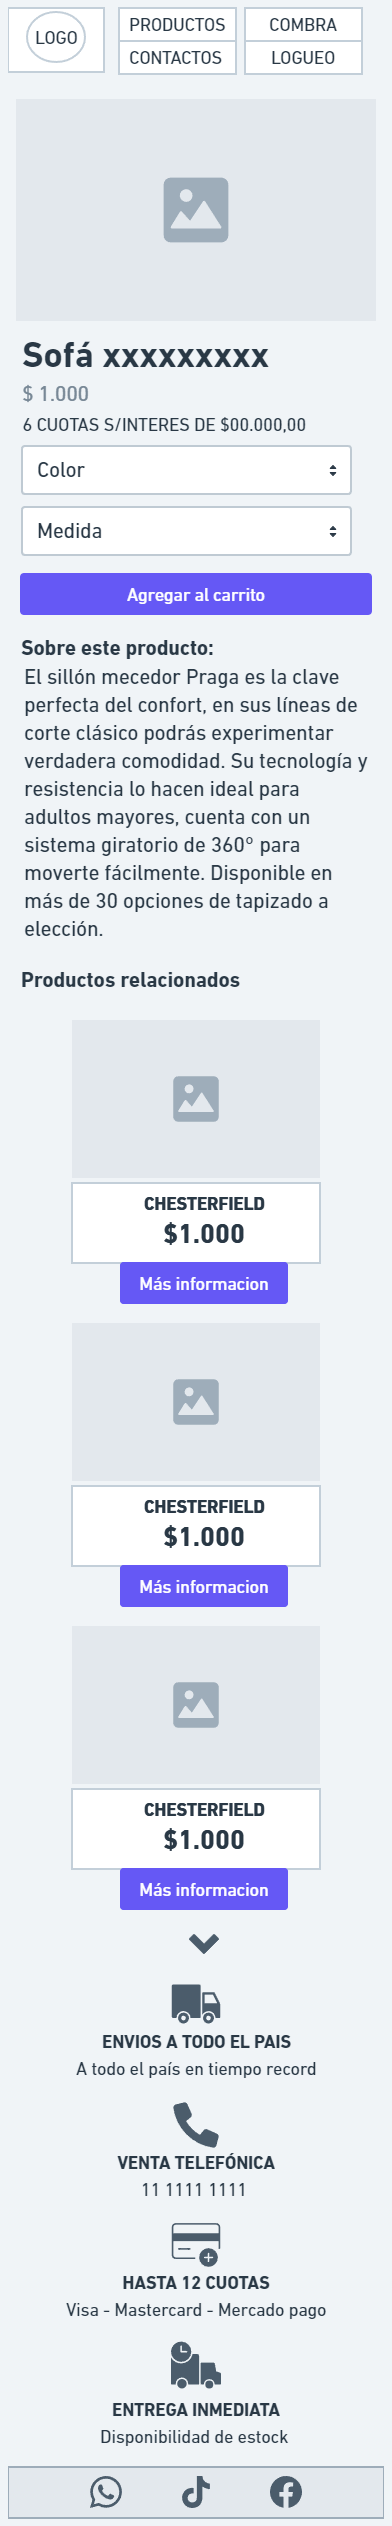 LOGO
PRODUCTOS
COMBRA
CONTACTOS
LOGUEO
Sofá xxxxxxxxx
$ 1.000
6 CUOTAS S/INTERES DE $00.000,00
Color
Medida
Agregar al carrito
Sobre este producto:
El sillón mecedor Praga es la clave
perfecta del confort, en sus líneas de
corte clásico podrás experimentar
verdadera comodidad. Su tecnología y
resistencia lo hacen ideal para
adultos mayores, cuenta con un
sistema giratorio de 360º para
moverte fácilmente. Disponible en
más de 30 opciones de tapizado a
elección.
Productos relacionados
CHESTERFIELD
$1.000
Más informacion
CHESTERFIELD
$1.000
Más informacion
CHESTERFIELD
$1.000
Más informacion
ENVIOS A TODO EL PAIS
A todo el país en tiempo record
VENTA TELEFÓNICA
11 1111 1111
HASTA 12 CUOTAS
Visa - Mastercard - Mercado pago
ENTREGA INMEDIATA
Disponibilidad de estock